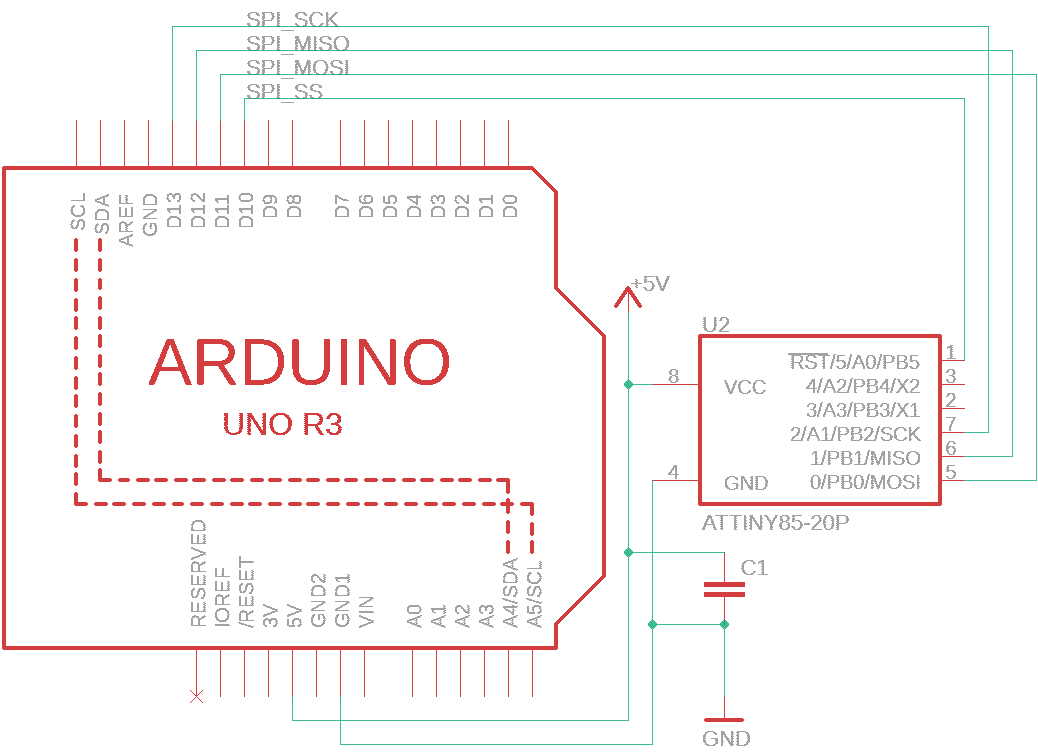 SPI_SCK
SPI_MISO
SPI_MOSI
SPI_SS
SCL
SDA
AREF
GND
D13
D12
D11
D10
D9
D8
D7
D6
D5
D4
D3
D2
D1
D0
ARDUINO
UNO R3
RESERVED
IOREF
/RESET
3V
5V
GND2
GND1
VIN
A0
A1
A2
A3
A4/SDA
A5/SCL
+5V
U2
8
VCC
4
GND
RST/5/A0/PB5
1
4/A2/PB4/X2
3
3/A3/PB3/X1
2
2/A1/PB2/SCK
7
1/PB1/MISO
6
0/PB0/MOSI
5
ATTINY85-20P
C1
GND